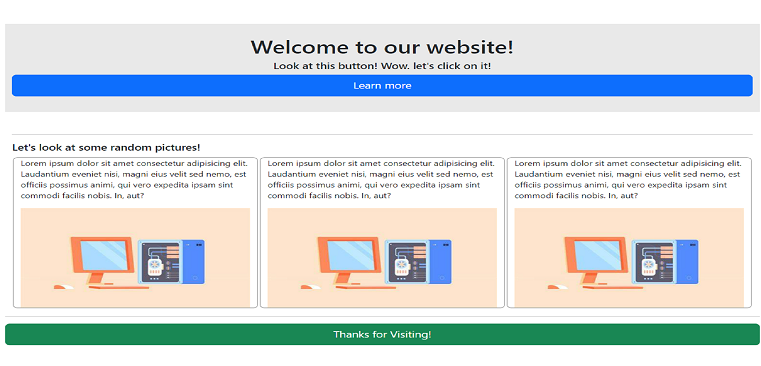 Welcome to our website!
Look at this button! Wow. let's click on it!
Learn more
Let's look at some random pictures!
Lorem ipsum dolor sit amet consectetur adipisicing elit.
Laudantium eveniet nisi, magni eius velit sed nemo, est
officiis possimus animi, qui vero expedita ipsam sint
commodi facilis nobis. In, aut?
Lorem ipsum dolor sit amet consectetur adipisicing elit.
Laudantium eveniet nisi, magni eius velit sed nemo, est
officiis possimus animi, qui vero expedita ipsam sint
commodi facilis nobis. In, aut?
Lorem ipsum dolor sit amet consectetur adipisicing elit.
Laudantium eveniet nisi, magni eius velit sed nemo, est
officiis possimus animi, qui vero expedita ipsam sint
commodi facilis nobis. In, aut?
Thanks for Visiting!